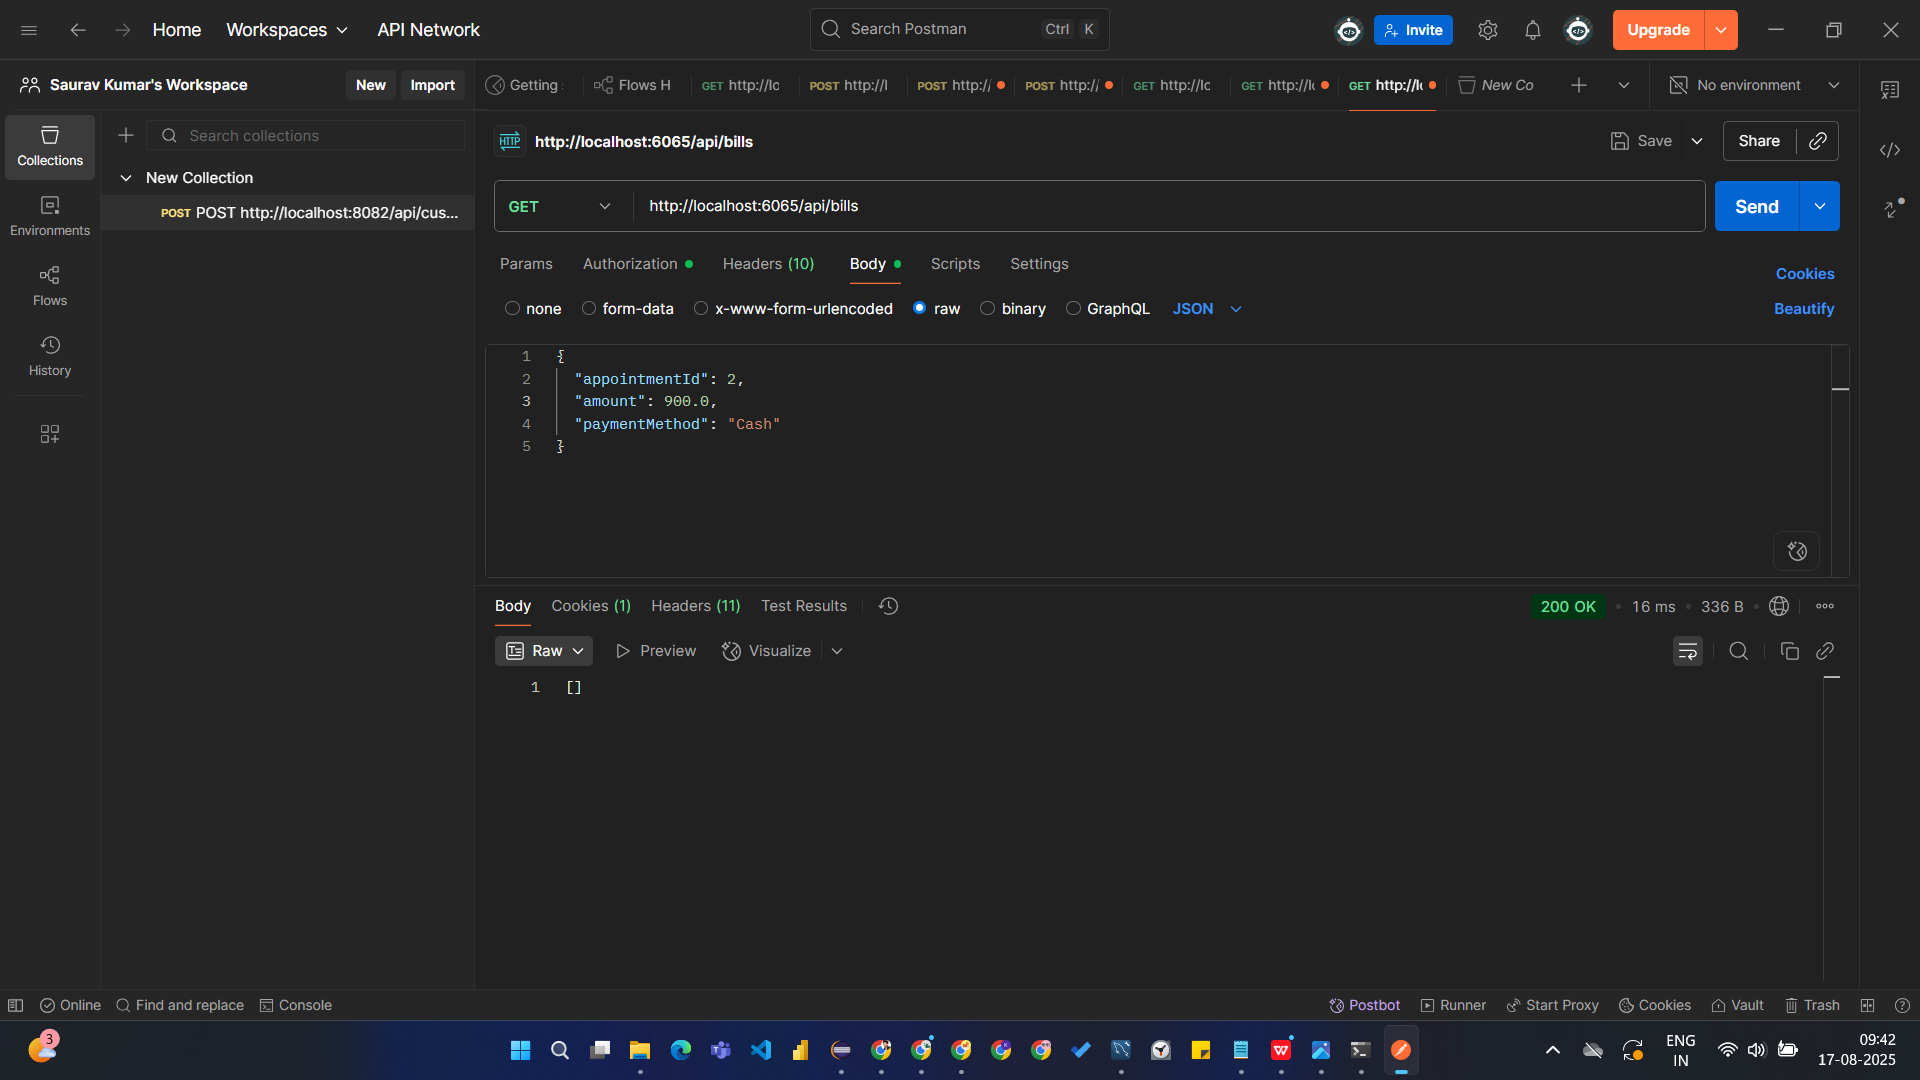 Home Workspaces API Network
Search Postman Ctrl K
Invite Upgrade
Saurav Kumar's Workspace New Import
Getting
Flows H
GET http://lo
POST http://l
POST http:/
POST http://
GET http://lo
GET http://lo
GET http://lo
New Co
No environment
Search collections
New Collection
POST POST http://localhost:8082/api/cus...
Collections
Environments
Flows
History
HTTP http://localhost:6065/api/bills
Save Share
GET http://localhost:6065/api/bills Send
Params Authorization Headers (10) Body Scripts Settings
Cookies
none form-data x-www-form-urlencoded raw binary GraphQL JSON
Beautify
1 {
2 "appointmentId": 2,
3 "amount": 900.0,
4 "paymentMethod": "Cash"
5 }
Body Cookies (1) Headers (11) Test Results
200 OK 16 ms 336 B
Raw Preview Visualize
1 []
Online Find and replace Console
Postbot Runner Start Proxy Cookies Vault Trash
3
ENG
IN
09:42
17-08-2025